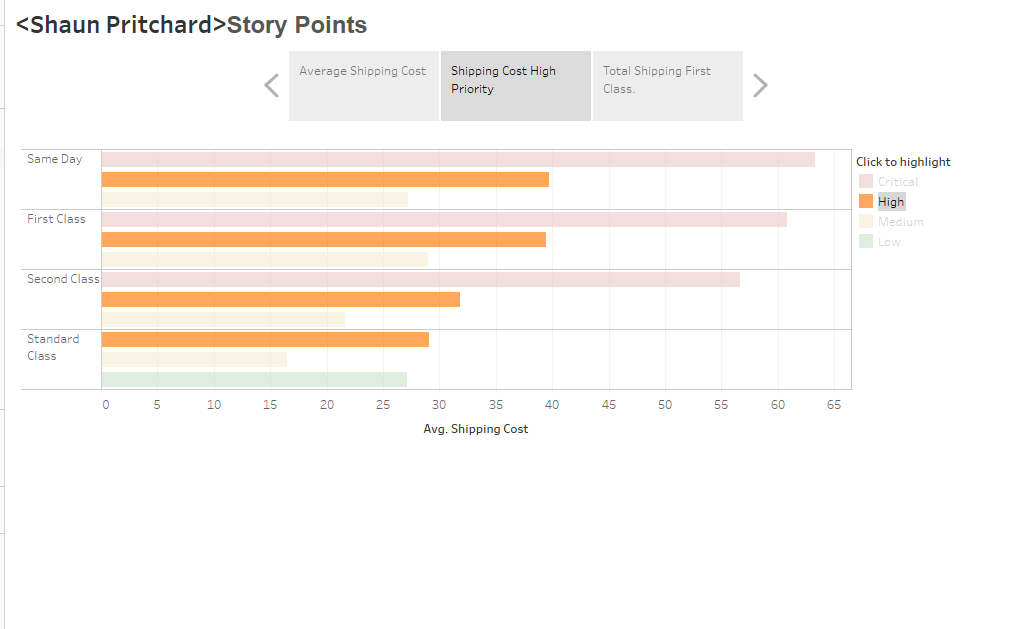 <Shaun Pritchard>Story Points
Average Shipping Cost
Shipping Cost High
Priority
Total Shipping First
Class.
Same Day
First Class
Second Class
Standard
Class
0 5 10 15 20 25 30 35 40 45 50 55 60 65
Avg. Shipping Cost
Click to highlight
Critical
High
Medium
Low